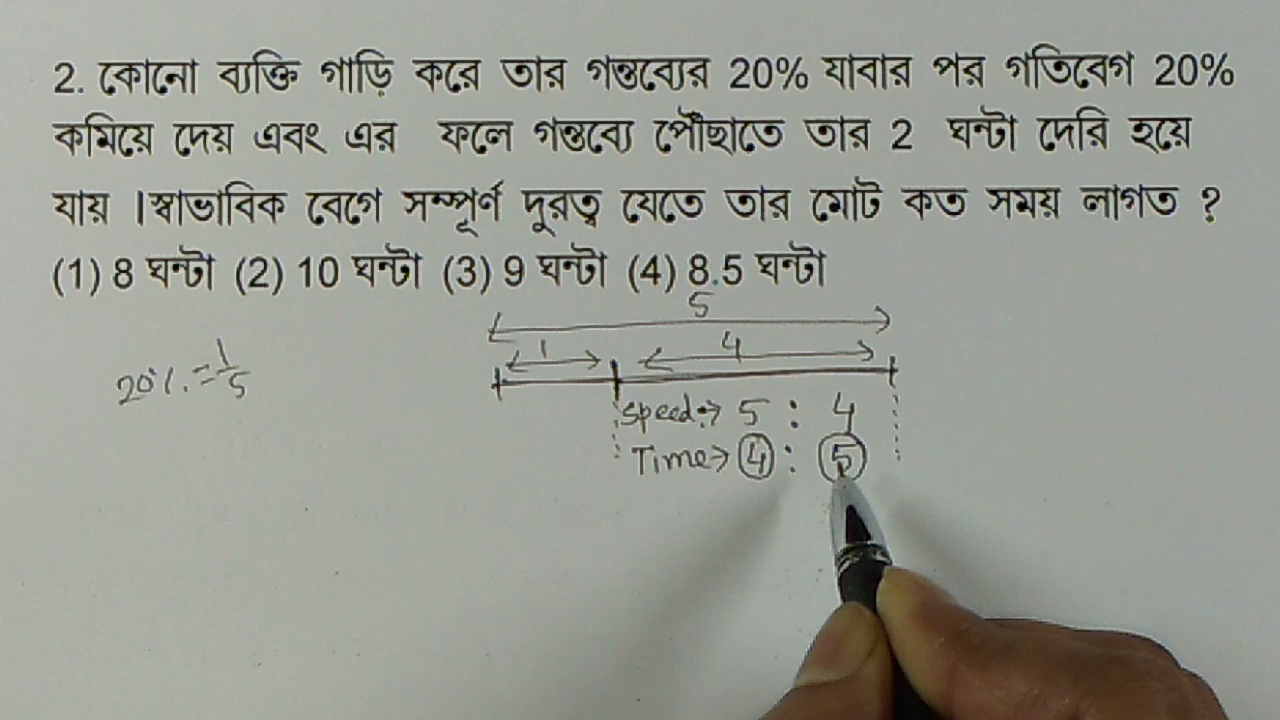 2. কোনো ব্যক্তি গাড়ি করে তার গন্তব্যের 20% যাবার পর গতিবেগ 20%
কমিয়ে দেয় এবং এর ফলে গন্তব্যে পৌঁছাতে তার 2 ঘন্টা দেরি হয়ে
যায় ।স্বাভাবিক বেগে সম্পূর্ণ দুরত্ব যেতে তার মোট কত সময় লাগত ?
(1) 8 ঘন্টা (2) 10 ঘন্টা (3) 9 ঘন্টা (4) 8.5 ঘন্টা
5
1 4
20% = 1/5
Speed → 5 : 4
Time → 4 : 5